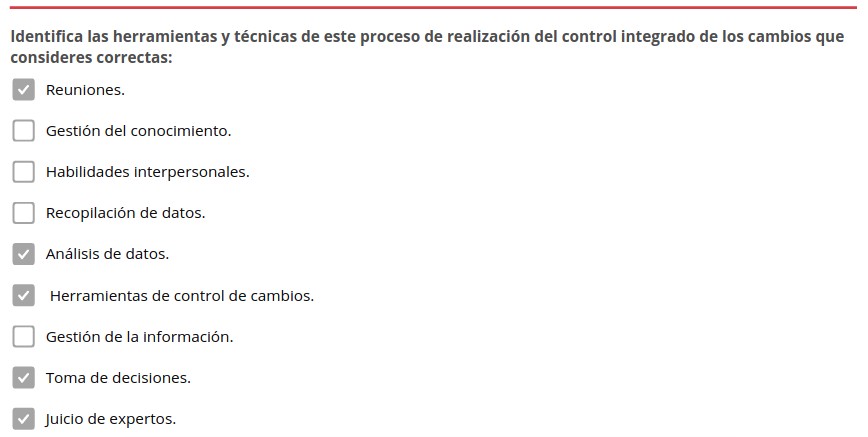 Identifica las herramientas y técnicas de este proceso de realización del control integrado de los cambios que
consideres correctas:
Reuniones.
Gestión del conocimiento.
Habilidades interpersonales.
Recopilación de datos.
Análisis de datos.
Herramientas de control de cambios.
Gestión de la información.
Toma de decisiones.
Juicio de expertos.